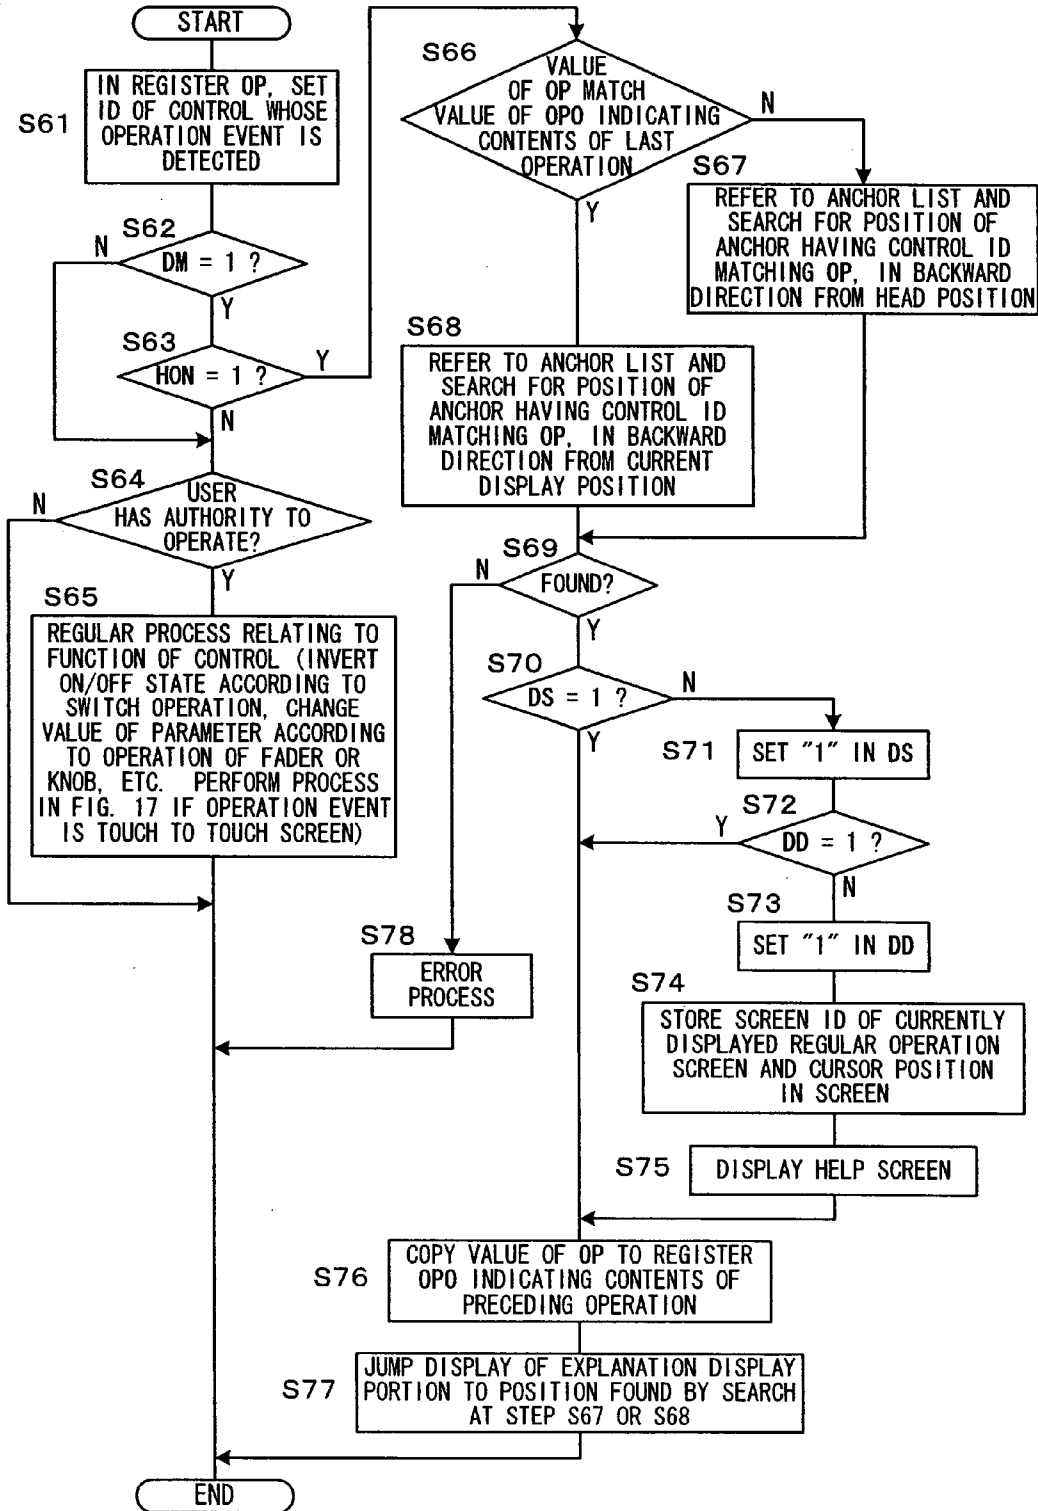 START
S61
IN REGISTER OP, SET
ID OF CONTROL WHOSE
OPERATION EVENT IS
DETECTED
S62
DM = 1 ?
N
Y
S63
HON = 1 ?
Y
N
S64
USER
HAS AUTHORITY TO
OPERATE?
N
Y
S65
REGULAR PROCESS RELATING TO
FUNCTION OF CONTROL (INVERT
ON/OFF STATE ACCORDING TO
SWITCH OPERATION, CHANGE
VALUE OF PARAMETER ACCORDING
TO OPERATION OF FADER OR
KNOB, ETC. PERFORM PROCESS
IN FIG. 17 IF OPERATION EVENT
IS TOUCH TO TOUCH SCREEN)
S66
VALUE
OF OP MATCH
VALUE OF OPO INDICATING
CONTENTS OF LAST
OPERATION
N
Y
S67
REFER TO ANCHOR LIST AND
SEARCH FOR POSITION OF
ANCHOR HAVING CONTROL ID
MATCHING OP, IN BACKWARD
DIRECTION FROM HEAD POSITION
S68
REFER TO ANCHOR LIST AND
SEARCH FOR POSITION OF
ANCHOR HAVING CONTROL ID
MATCHING OP, IN BACKWARD
DIRECTION FROM CURRENT
DISPLAY POSITION
S69
FOUND?
N
Y
S70
DS = 1 ?
N
Y
S71
SET "1" IN DS
S72
DD = 1 ?
Y
N
S73
SET "1" IN DD
S74
STORE SCREEN ID OF CURRENTLY
DISPLAYED REGULAR OPERATION
SCREEN AND CURSOR POSITION
IN SCREEN
S75
DISPLAY HELP SCREEN
S78
ERROR
PROCESS
S76
COPY VALUE OF OP TO REGISTER
OPO INDICATING CONTENTS OF
PRECEDING OPERATION
S77
JUMP DISPLAY OF EXPLANATION DISPLAY
PORTION TO POSITION FOUND BY SEARCH
AT STEP S67 OR S68
END